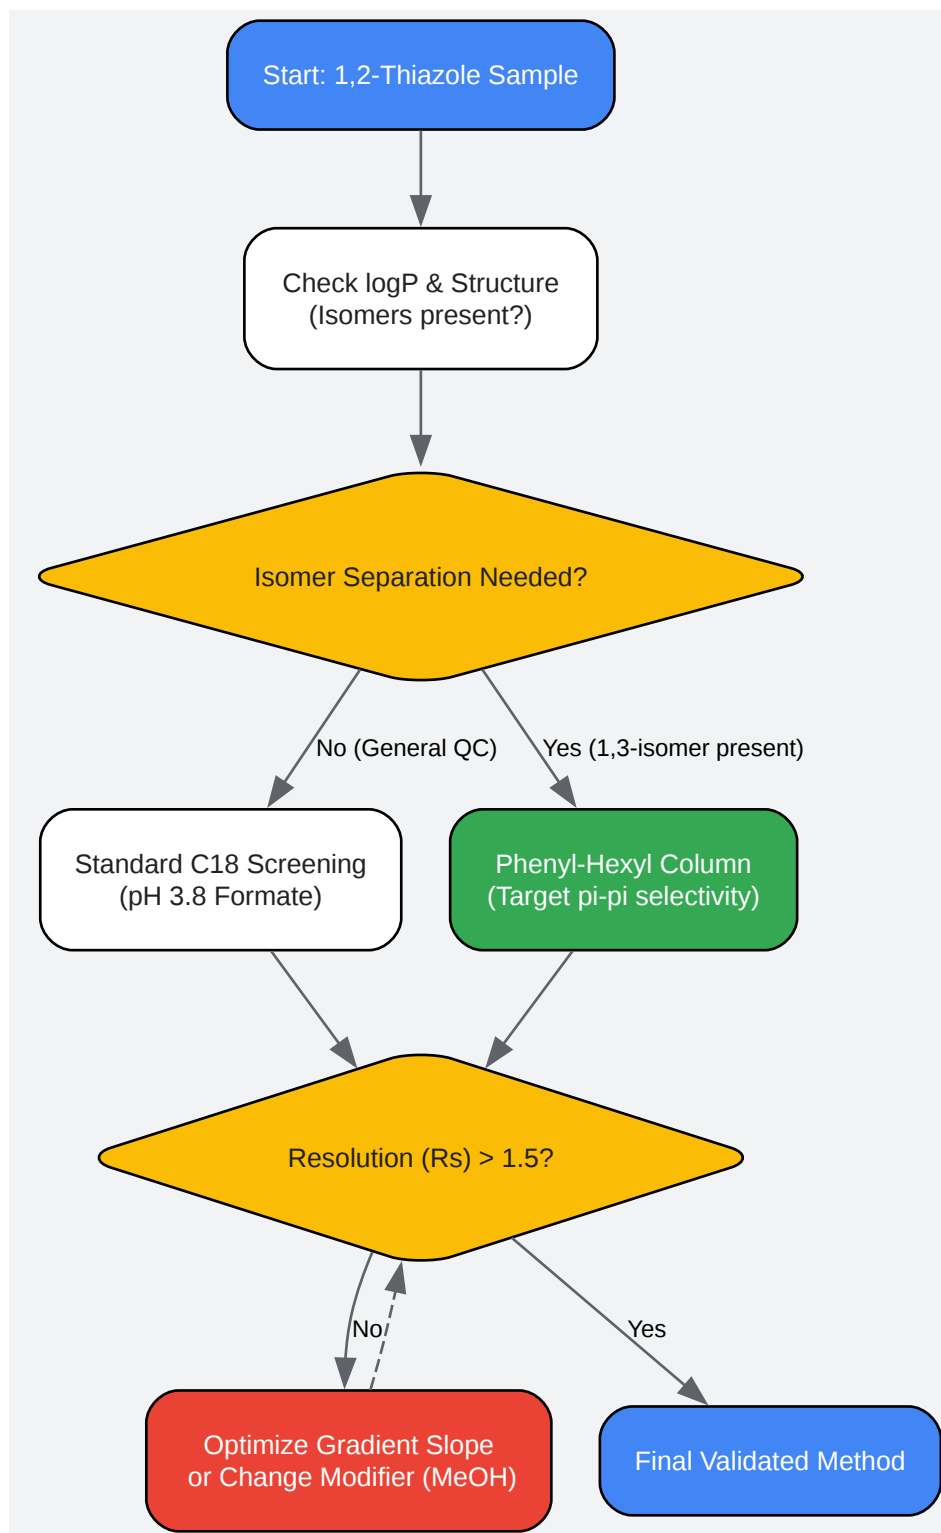 Start: 1,2-Thiazole Sample
Check logP & Structure
(Isomers present?)
Isomer Separation Needed?
No (General QC)
Yes (1,3-isomer present)
Standard C18 Screening
(pH 3.8 Formate)
Phenyl-Hexyl Column
(Target pi-pi selectivity)
Resolution (Rs) > 1.5?
No
Yes
Optimize Gradient Slope
or Change Modifier (MeOH)
Final Validated Method